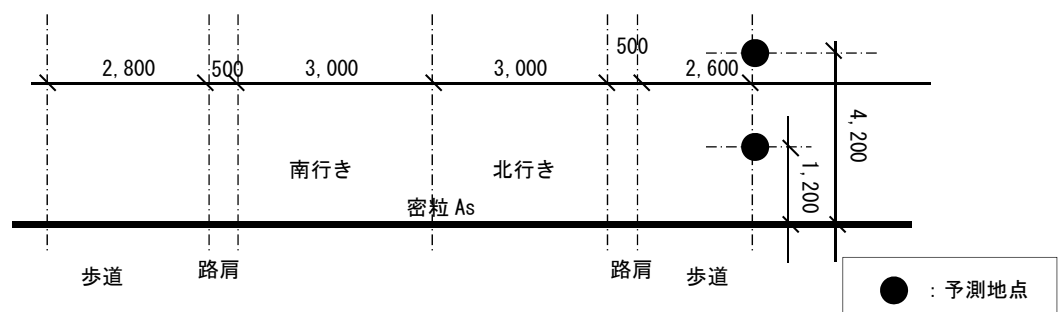 500
2,800 500 3,000 3,000 2,600
4,200
1,200
南行き 北行き
密粒 As
歩道 路肩 路肩 歩道
● : 予測地点